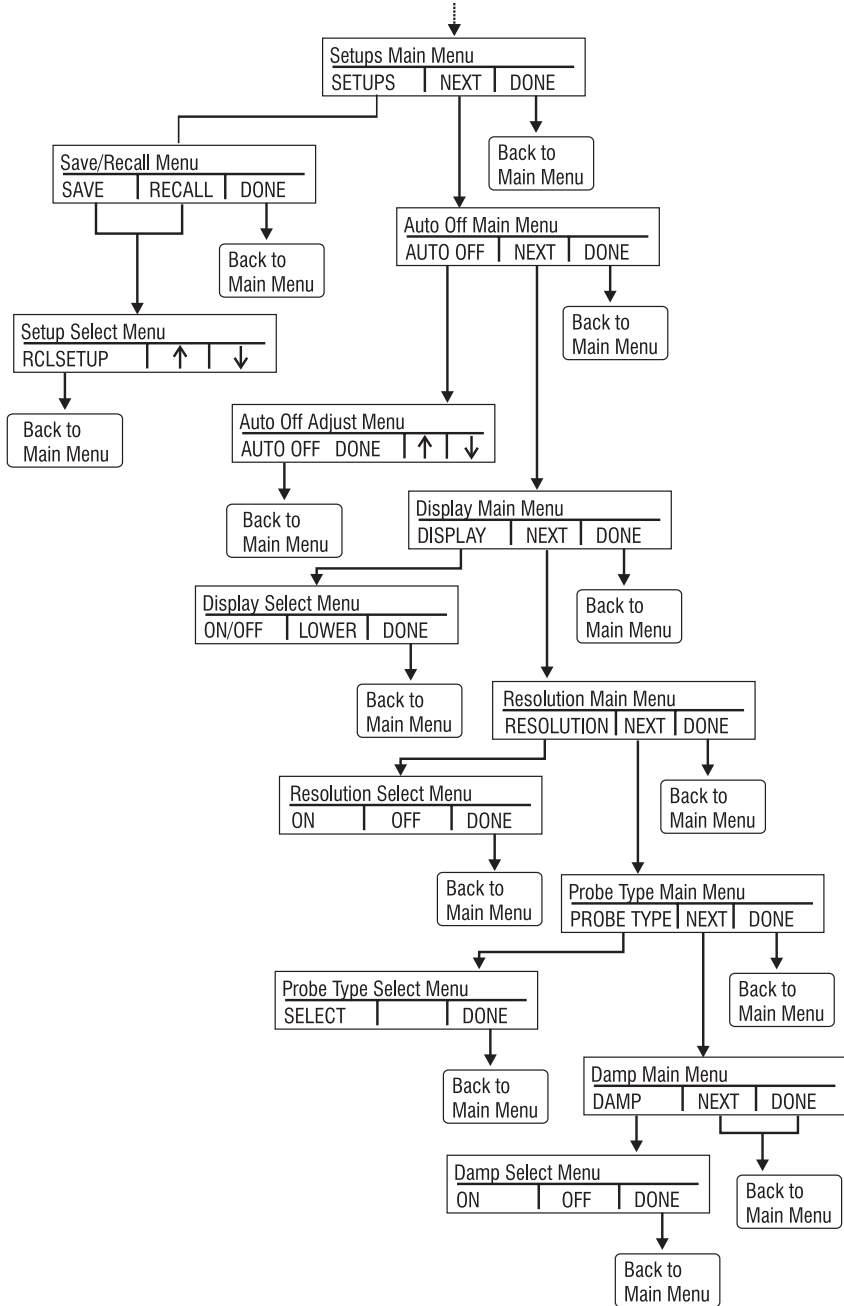 Setups Main Menu
SETUPS NEXT DONE
Back to
Main Menu
Save/Recall Menu
SAVE RECALL DONE
Back to
Main Menu
Setup Select Menu
RCLSETUP ↑ ↓
Back to
Main Menu
Auto Off Main Menu
AUTO OFF NEXT DONE
Back to
Main Menu
Auto Off Adjust Menu
AUTO OFF DONE ↑ ↓
Back to
Main Menu
Display Main Menu
DISPLAY NEXT DONE
Back to
Main Menu
Display Select Menu
ON/OFF LOWER DONE
Back to
Main Menu
Resolution Main Menu
RESOLUTION NEXT DONE
Back to
Main Menu
Resolution Select Menu
ON OFF DONE
Back to
Main Menu
Probe Type Main Menu
PROBE TYPE NEXT DONE
Back to
Main Menu
Probe Type Select Menu
SELECT DONE
Back to
Main Menu
Damp Main Menu
DAMP NEXT DONE
Back to
Main Menu
Damp Select Menu
ON OFF DONE
Back to
Main Menu